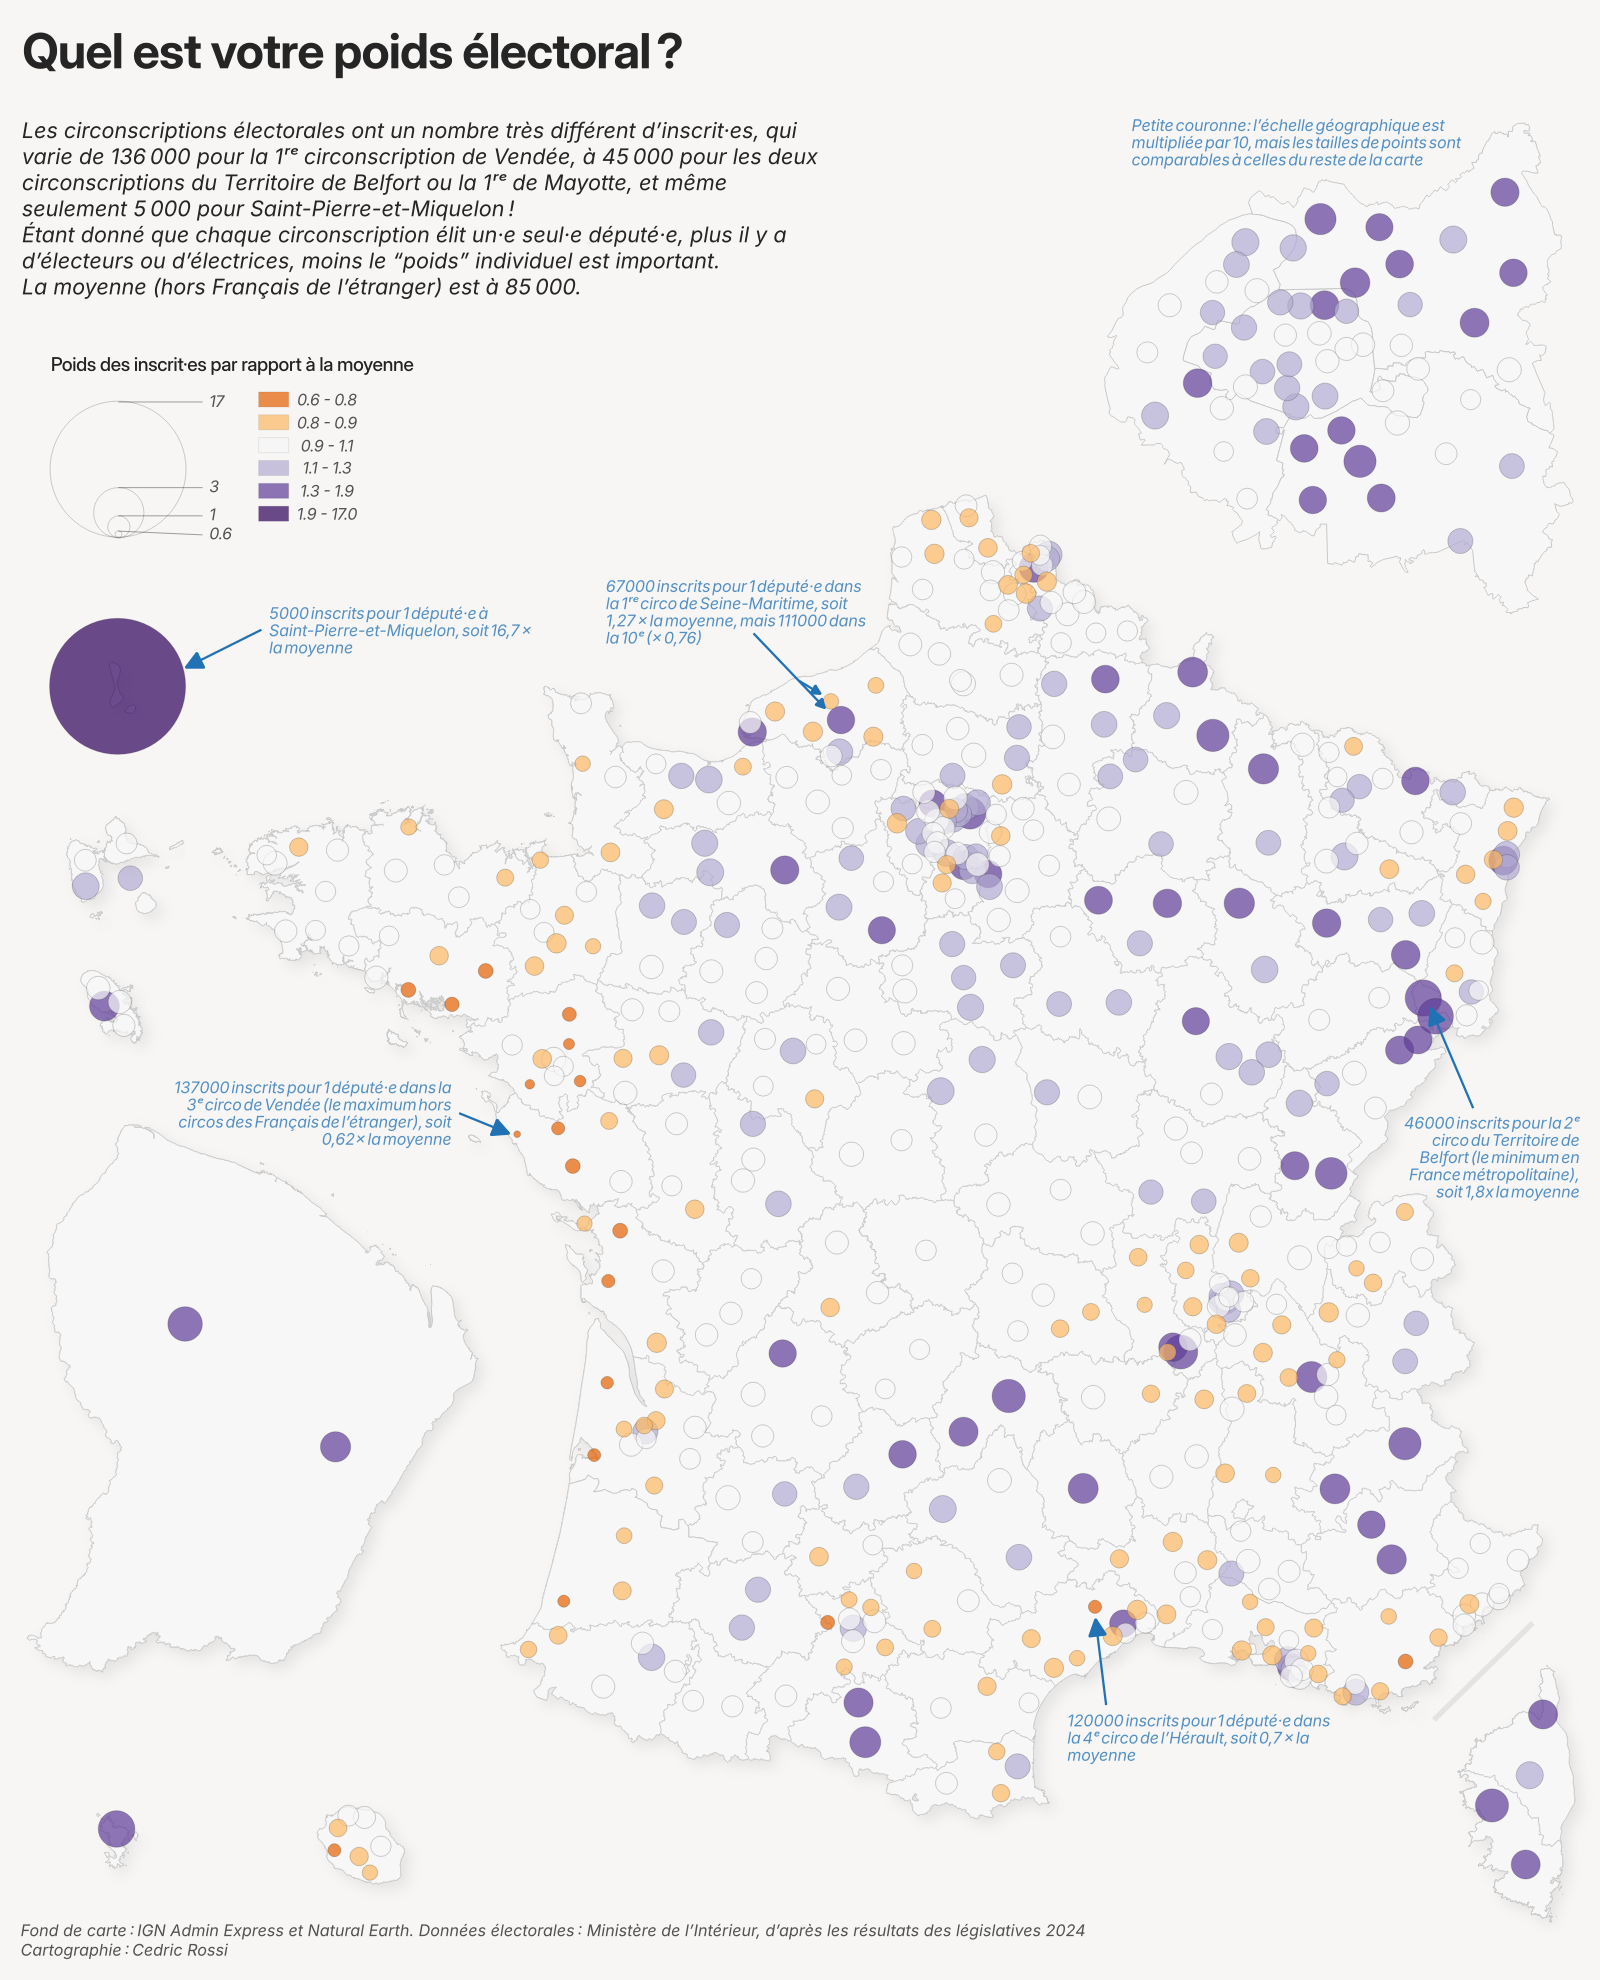 Quel est votre poids électoral ?
Les circonscriptions électorales ont un nombre très différent d’inscrit·es, qui
varie de 136 000 pour la 1ʳᵉ circonscription de Vendée, à 45 000 pour les deux
circonscriptions du Territoire de Belfort ou la 1ʳᵉ de Mayotte, et même
seulement 5 000 pour Saint-Pierre-et-Miquelon !
Étant donné que chaque circonscription élit un·e seul·e député·e, plus il y a
d’électeurs ou d’électrices, moins le “poids” individuel est important.
La moyenne (hors Français de l’étranger) est à 85 000.
Petite couronne : l’échelle géographique est
multipliée par 10, mais les tailles de points sont
comparables à celles du reste de la carte
Poids des inscrit·es par rapport à la moyenne
17
3
1
0.6
0.6 - 0.8
0.8 - 0.9
0.9 - 1.1
1.1 - 1.3
1.3 - 1.9
1.9 - 17.0
67000 inscrits pour 1 député·e dans
la 1ʳᵉ circo de Seine-Maritime, soit
1,27 × la moyenne, mais 111000 dans
la 10ᵉ (× 0,76)
5000 inscrits pour 1 député·e à
Saint-Pierre-et-Miquelon, soit 16,7 ×
la moyenne
137000 inscrits pour 1 député·e dans la
3ᵉ circo de Vendée (le maximum hors
circos des Français de l’étranger), soit
0,62 × la moyenne
46000 inscrits pour la 2ᵉ
circo du Territoire de
Belfort (le minimum en
France métropolitaine),
soit 1,8x la moyenne
120000 inscrits pour 1 député·e dans
la 4ᵉ circo de l’Hérault, soit 0,7 × la
moyenne
Fond de carte : IGN Admin Express et Natural Earth. Données électorales : Ministère de l’Intérieur, d’après les résultats des législatives 2024
Cartographie : Cedric Rossi